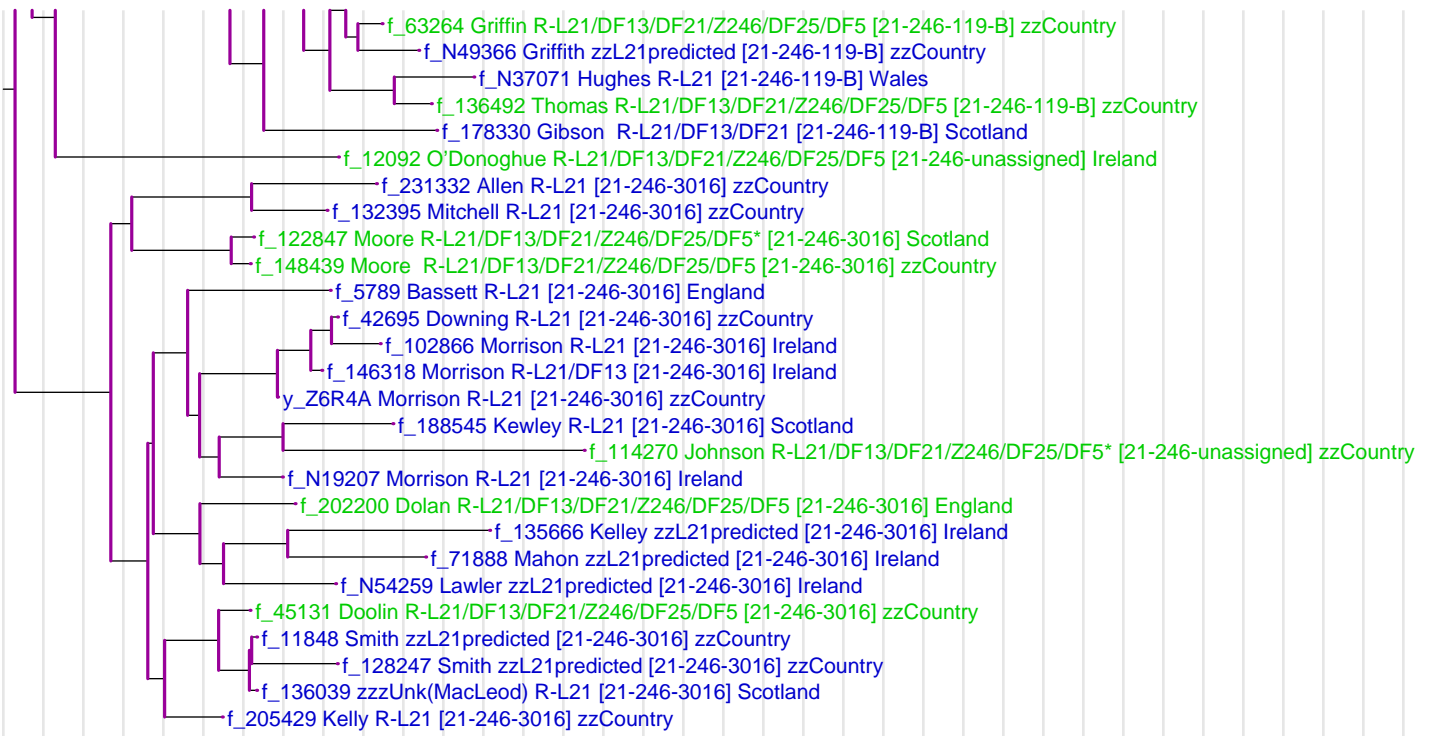 f_63264 Griffin R-L21/DF13/DF21/Z246/DF25/DF5 [21-246-119-B] zzCountry
f_N49366 Griffith zzL21predicted [21-246-119-B] zzCountry
f_N37071 Hughes R-L21 [21-246-119-B] Wales
f_136492 Thomas R-L21/DF13/DF21/Z246/DF25/DF5 [21-246-119-B] zzCountry
f_178330 Gibson  R-L21/DF13/DF21 [21-246-119-B] Scotland
f_12092 O'Donoghue R-L21/DF13/DF21/Z246/DF25/DF5 [21-246-unassigned] Ireland
f_231332 Allen R-L21 [21-246-3016] zzCountry
f_132395 Mitchell R-L21 [21-246-3016] zzCountry
f_122847 Moore R-L21/DF13/DF21/Z246/DF25/DF5* [21-246-3016] Scotland
f_148439 Moore  R-L21/DF13/DF21/Z246/DF25/DF5 [21-246-3016] zzCountry
f_5789 Bassett R-L21 [21-246-3016] England
f_42695 Downing R-L21 [21-246-3016] zzCountry
f_102866 Morrison R-L21 [21-246-3016] Ireland
f_146318 Morrison R-L21/DF13 [21-246-3016] Ireland
y_Z6R4A Morrison R-L21 [21-246-3016] zzCountry
f_188545 Kewley R-L21 [21-246-3016] Scotland
f_114270 Johnson R-L21/DF13/DF21/Z246/DF25/DF5* [21-246-unassigned] zzCountry
f_N19207 Morrison R-L21 [21-246-3016] Ireland
f_202200 Dolan R-L21/DF13/DF21/Z246/DF25/DF5 [21-246-3016] England
f_135666 Kelley zzL21predicted [21-246-3016] Ireland
f_71888 Mahon zzL21predicted [21-246-3016] Ireland
f_N54259 Lawler zzL21predicted [21-246-3016] Ireland
f_45131 Doolin R-L21/DF13/DF21/Z246/DF25/DF5 [21-246-3016] zzCountry
f_11848 Smith zzL21predicted [21-246-3016] zzCountry
f_128247 Smith zzL21predicted [21-246-3016] zzCountry
f_136039 zzzUnk(MacLeod) R-L21 [21-246-3016] Scotland
f_205429 Kelly R-L21 [21-246-3016] zzCountry